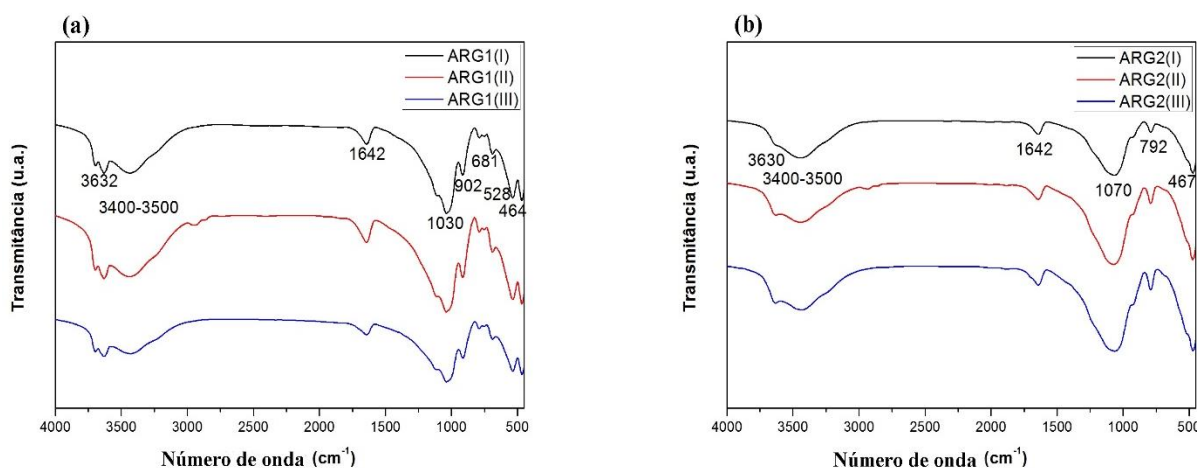 (a)
ARG1(I)
ARG1(II)
ARG1(III)
3632
3400-3500
1642
1030
902
681
528
464
Transmitância (u.a.)
4000 3500 3000 2500 2000 1500 1000 500
Número de onda (cm-1)
(b)
ARG2(I)
ARG2(II)
ARG2(III)
3630
3400-3500
1642
1070
792
467
Transmitância (u.a.)
4000 3500 3000 2500 2000 1500 1000 500
Número de onda (cm-1)